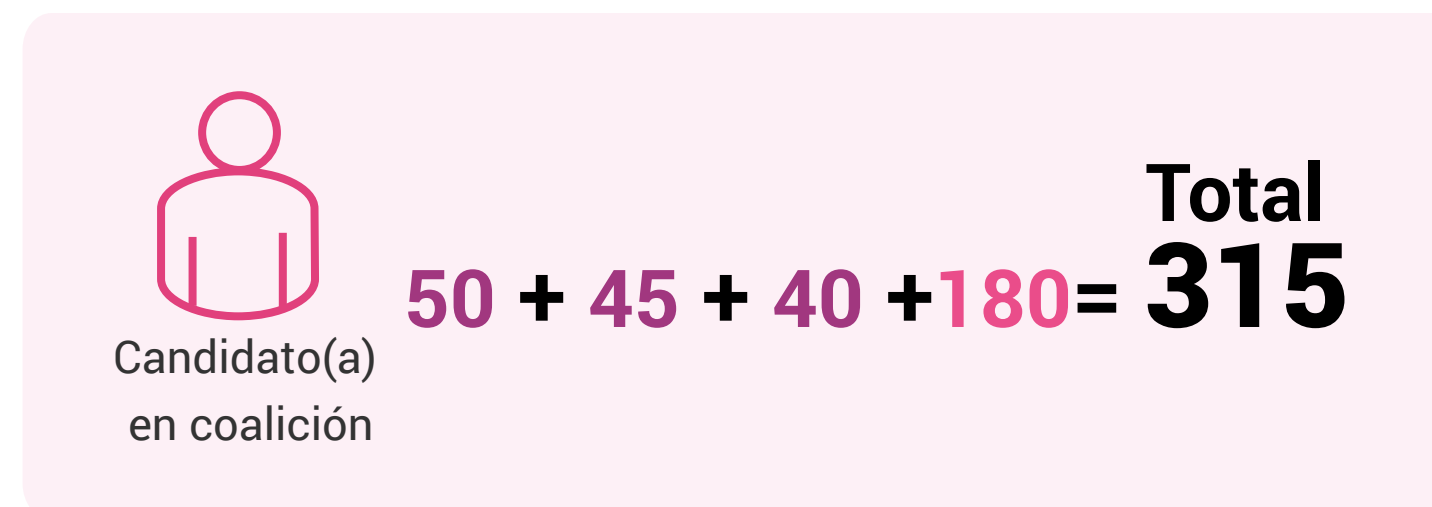 Total
50 + 45 + 40 +180= 315
Candidato(a)
en coalición